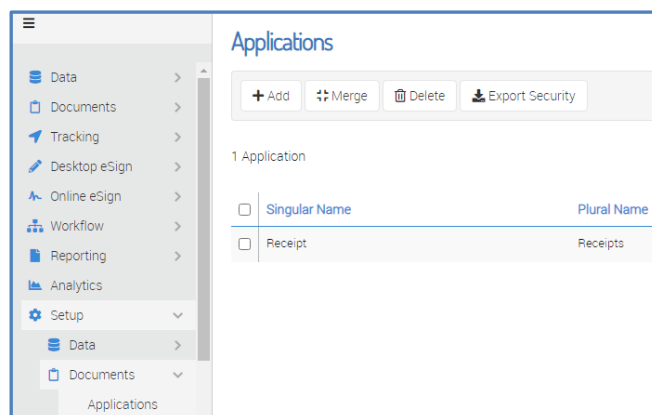 Applications
Data
Documents
Tracking
Desktop eSign
Online eSign
Workflow
Reporting
Analytics
Setup
Data
Documents
Applications
Add
Merge
Delete
Export Security
1 Application
Singular Name
Plural Name
Receipt
Receipts